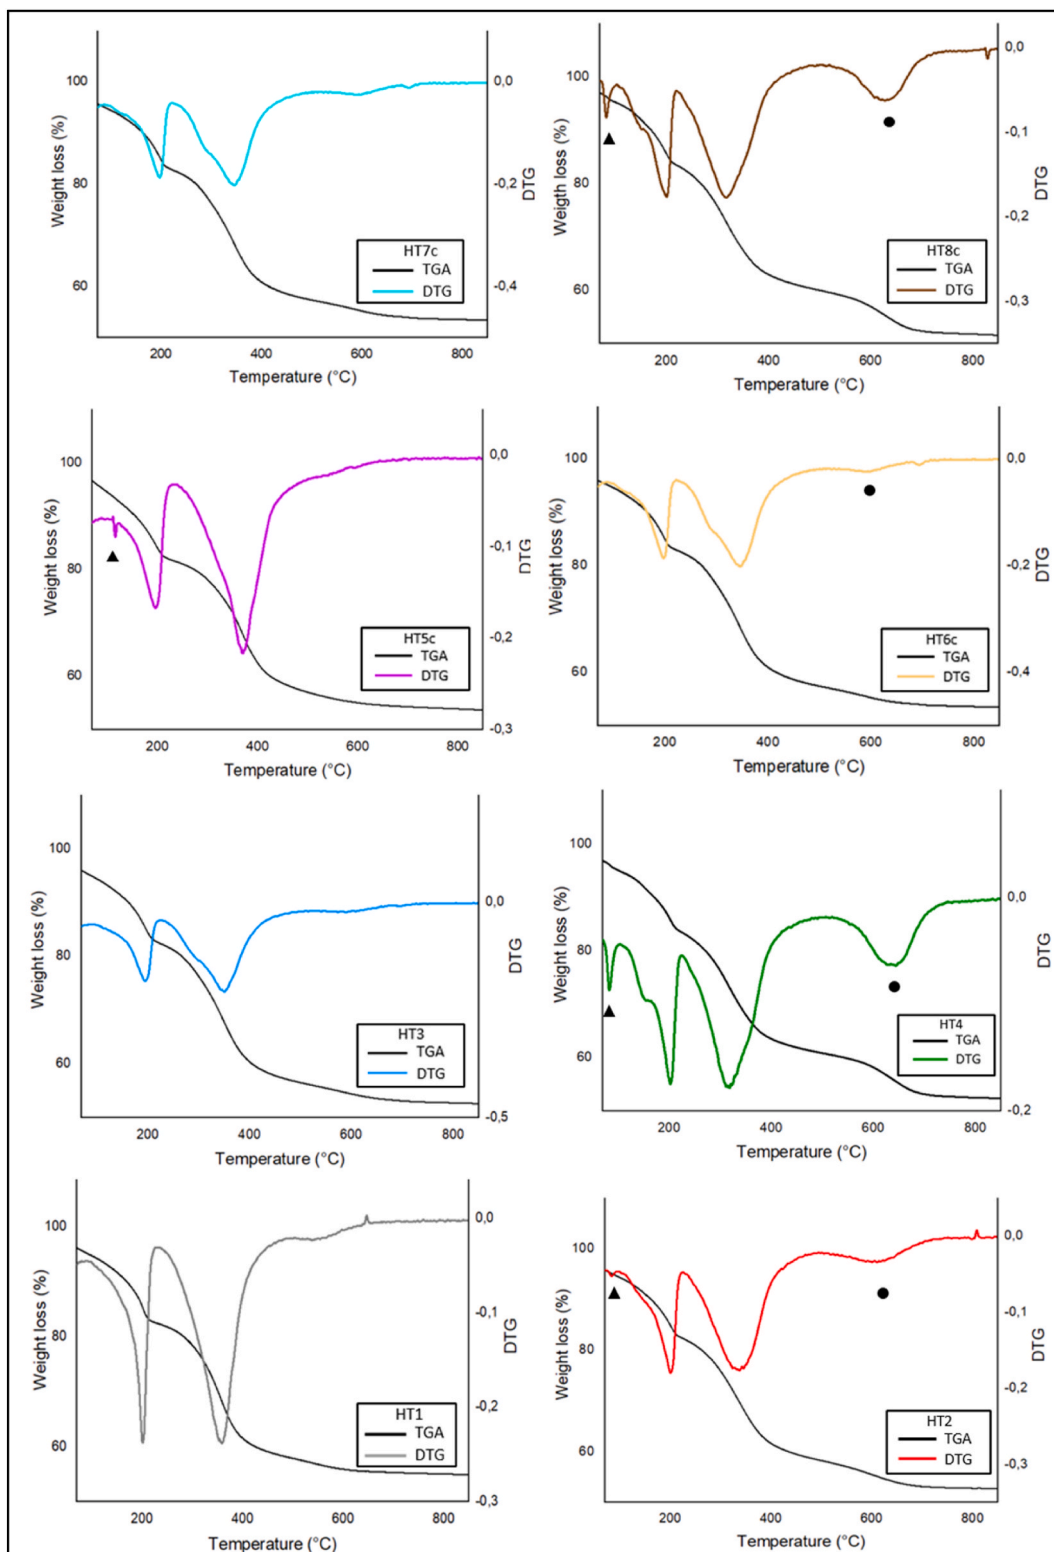 100
80
60
Weight loss (%)
0,0
-0,2
-0,4
DTG
HT7c
TGA
DTG
200 400 600 800
Temperature (°C)
100
80
60
Weigth loss (%)
0,0
-0,1
-0,2
-0,3
DTG
HT8c
TGA
DTG
200 400 600 800
Temperature (°C)
100
80
60
Weight loss (%)
0,0
-0,1
-0,2
-0,3
DTG
HT5c
TGA
DTG
200 400 600 800
Temperature (°C)
100
80
60
Weight loss (%)
0,0
-0,2
-0,4
DTG
HT6c
TGA
DTG
200 400 600 800
Temperature (°C)
100
80
60
Weight loss (%)
0,0
-0,5
DTG
HT3
TGA
DTG
200 400 600 800
Temperature (°C)
100
80
60
Weight loss (%)
0,0
-0,2
DTG
HT4
TGA
DTG
200 400 600 800
Temperature (°C)
100
80
60
Weight loss (%)
0,0
-0,1
-0,2
-0,3
DTG
HT1
TGA
DTG
200 400 600 800
Temperature (°C)
100
80
60
Weight loss (%)
0,0
-0,1
-0,2
-0,3
DTG
HT2
TGA
DTG
200 400 600 800
Temperature (°C)